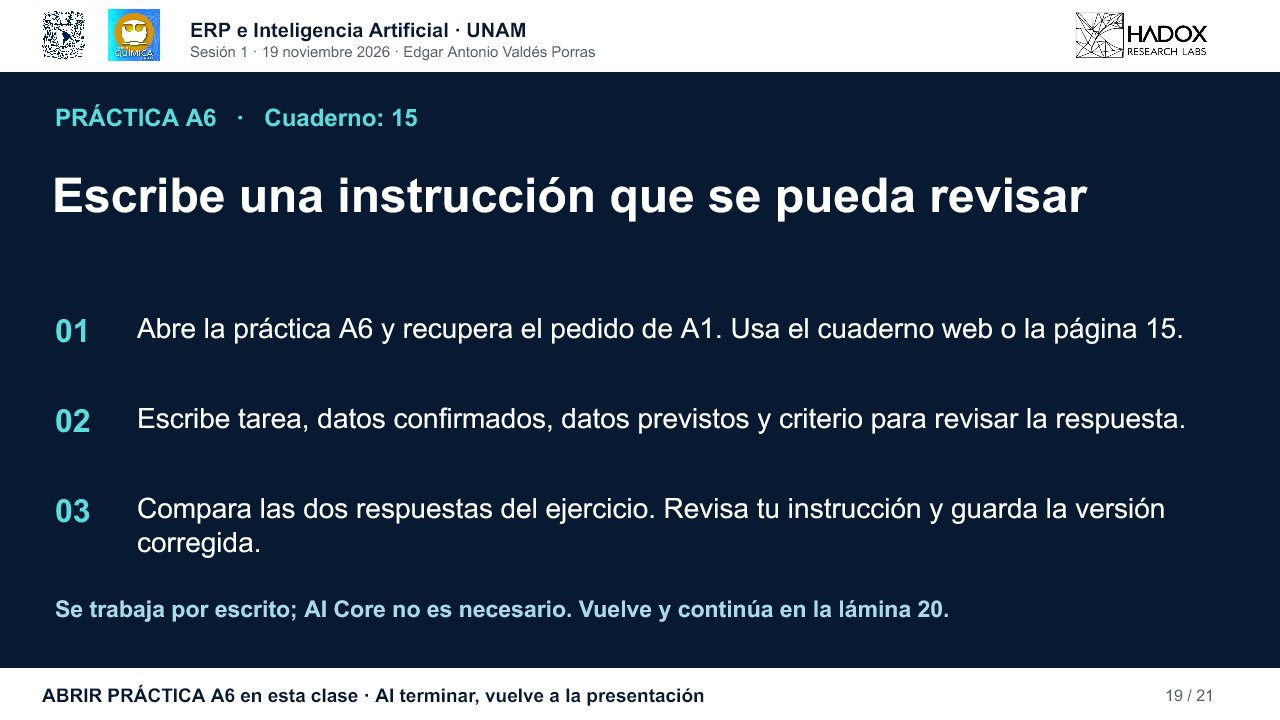 QUÍMICA
ERP e Inteligencia Artificial · UNAM
Sesión 1 · 19 noviembre 2026 · Edgar Antonio Valdés Porras
HADOX
RESEARCH LABS
PRÁCTICA A6 · Cuaderno: 15
Escribe una instrucción que se pueda revisar
01 Abre la práctica A6 y recupera el pedido de A1. Usa el cuaderno web o la página 15.
02 Escribe tarea, datos confirmados, datos previstos y criterio para revisar la respuesta.
03 Compara las dos respuestas del ejercicio. Revisa tu instrucción y guarda la versión
corregida.
Se trabaja por escrito; AI Core no es necesario. Vuelve y continúa en la lámina 20.
ABRIR PRÁCTICA A6 en esta clase · Al terminar, vuelve a la presentación
19 / 21